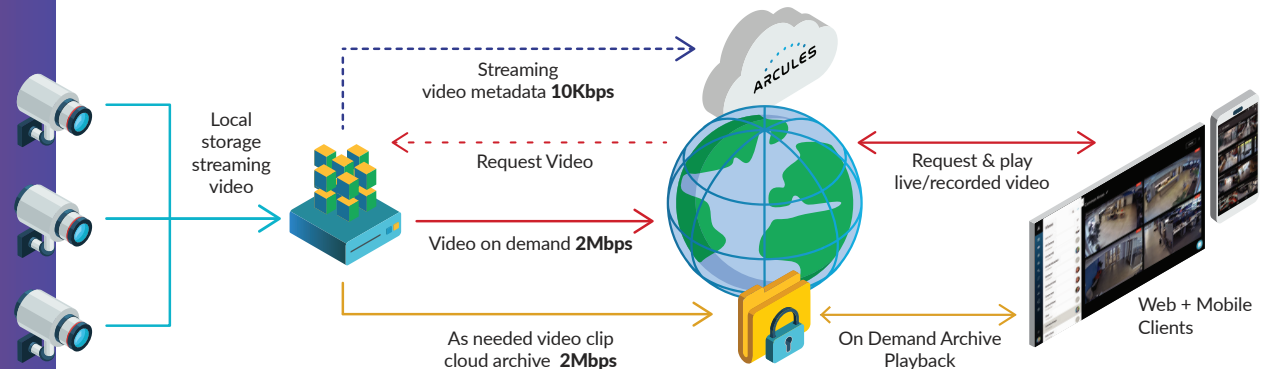 Local
storage
streaming
video
Streaming
video metadata 10Kbps
Request Video
Video on demand 2Mbps
As needed video clip
cloud archive 2Mbps
ARCULES
Request & play
live/recorded video
On Demand Archive
Playback
Web + Mobile
Clients